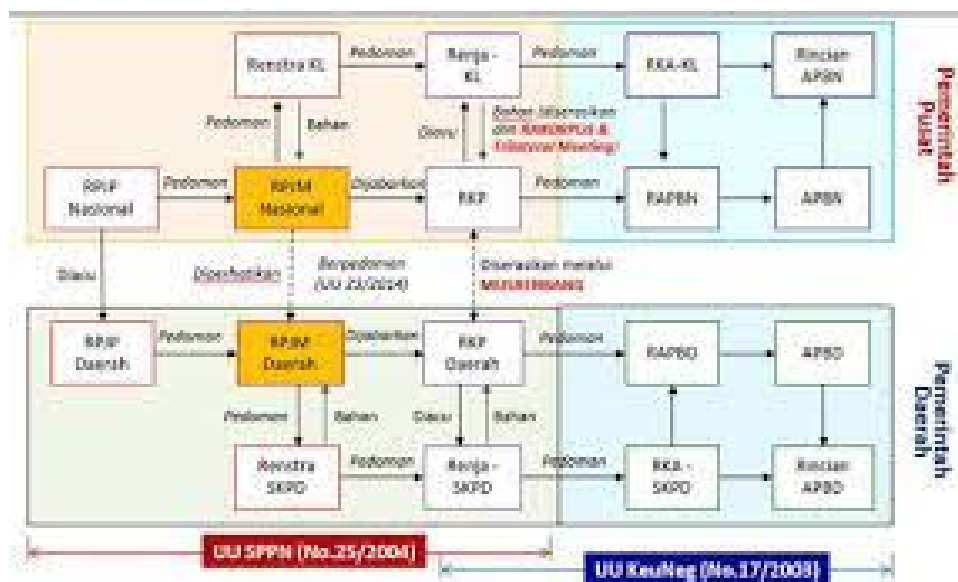 Renstra KL
Pedoman
Renja -
KL
Pedoman
RKA-KL
Rincian
APBN
Pemerintah
Pusat
Pedoman
Bahan
Diacu
Bahan
&
Trilateral Meeting)
RPJP
Nasional
Pedoman
RPJM
Nasional
Dijabarkan
RKP
Pedoman
RAPBN
APBN
Diacu
Diperhatikan
Berpedoman
(UU 23/2014)
Diserasikan melalui
MUSRENBANG
RPJP
Daerah
Pedoman
RPJM
Daerah
Dijabarkan
RKP
Daerah
Pedoman
RAPBD
APBD
Pemerintah
Daerah
Pedoman
Bahan
Diacu
Bahan
Renstra
SKPD
Pedoman
Renja -
SKPD
Pedoman
RKA -
SKPD
Rincian
APBD
UU SPPN (No.25/2004)
UU KeuNeg (No.17/2003)